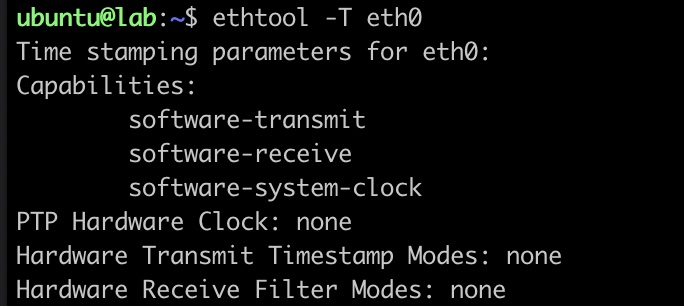 ubuntu@lab:~$ ethtool -T eth0
Time stamping parameters for eth0:
Capabilities:
        software-transmit
        software-receive
        software-system-clock
PTP Hardware Clock: none
Hardware Transmit Timestamp Modes: none
Hardware Receive Filter Modes: none